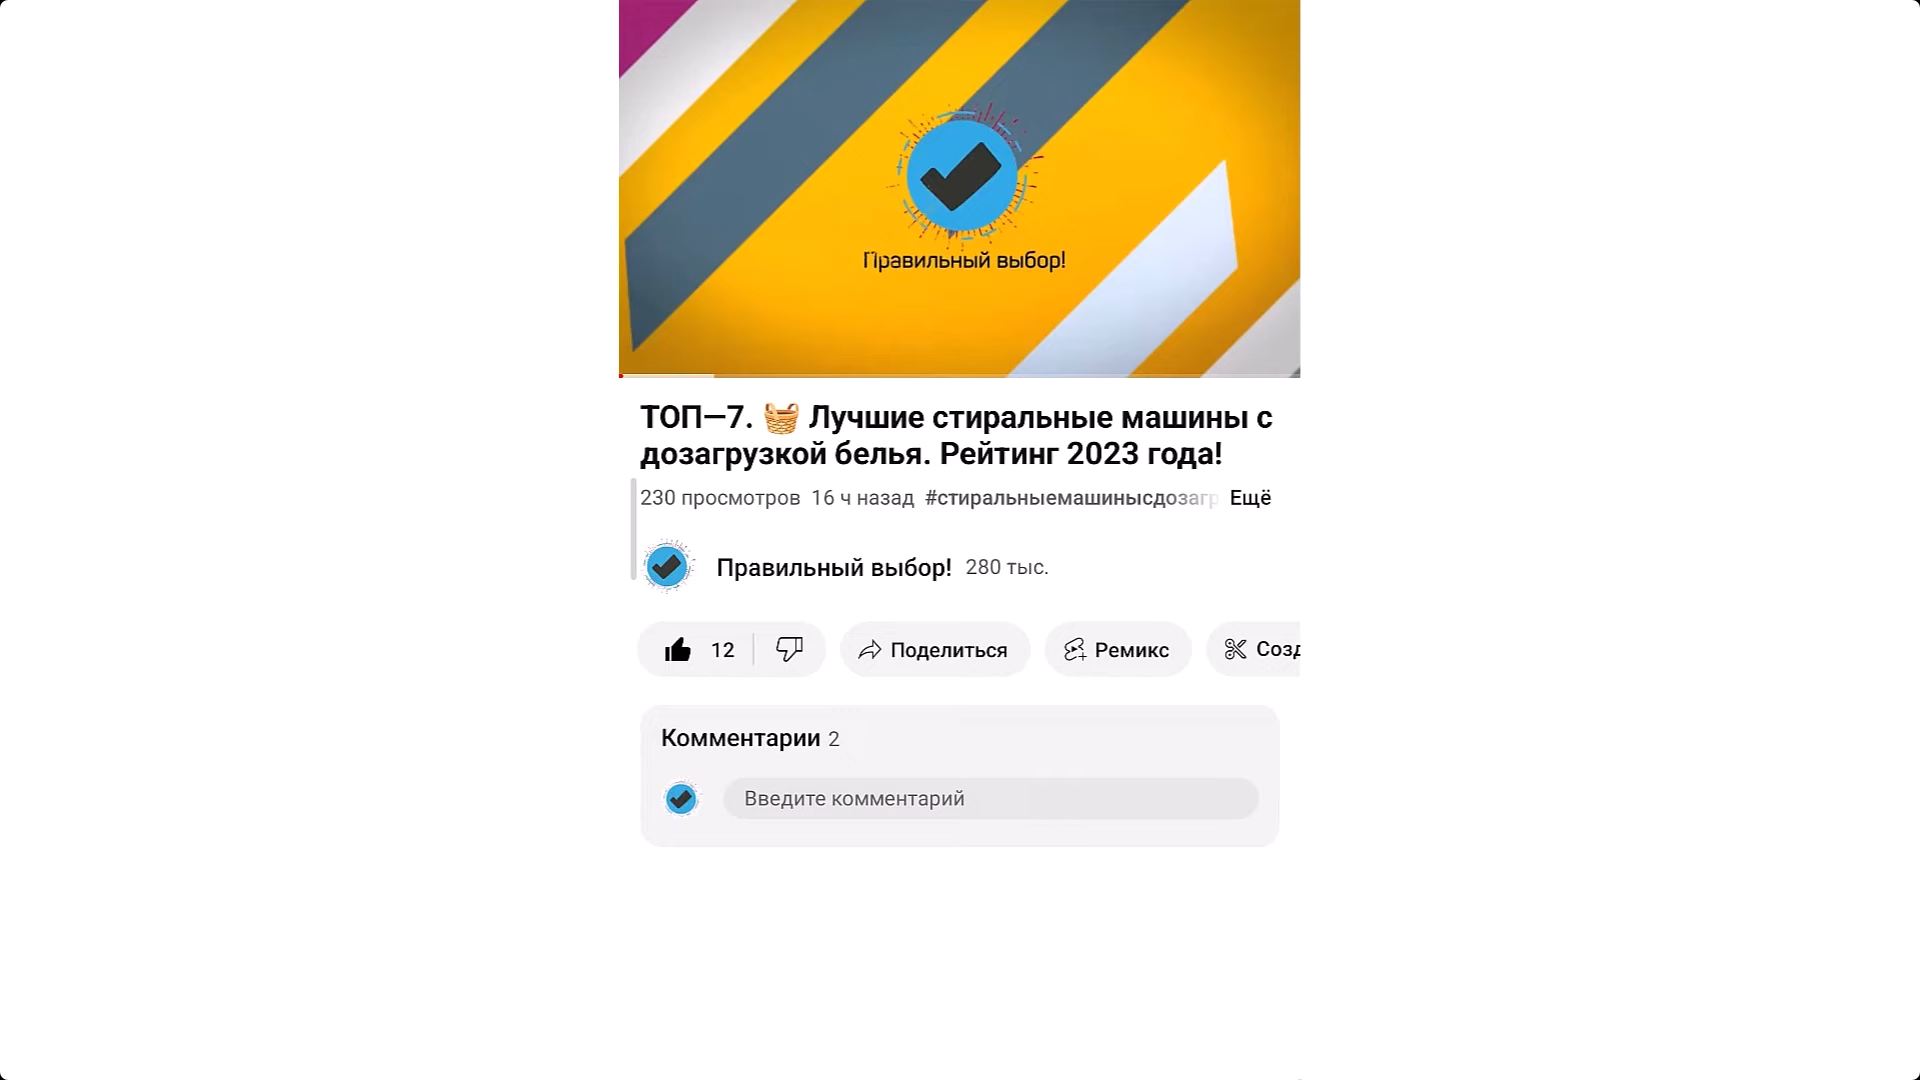 Правильный выбор!
ТОП—7. 🧺 Лучшие стиральные машины с
дозагрузкой белья. Рейтинг 2023 года!
230 просмотров 16 ч назад #стиральныемашинысдозагр Ещё
Правильный выбор! 280 тыс.
12 Поделиться Ремикс Созд
Комментарии 2
Введите комментарий